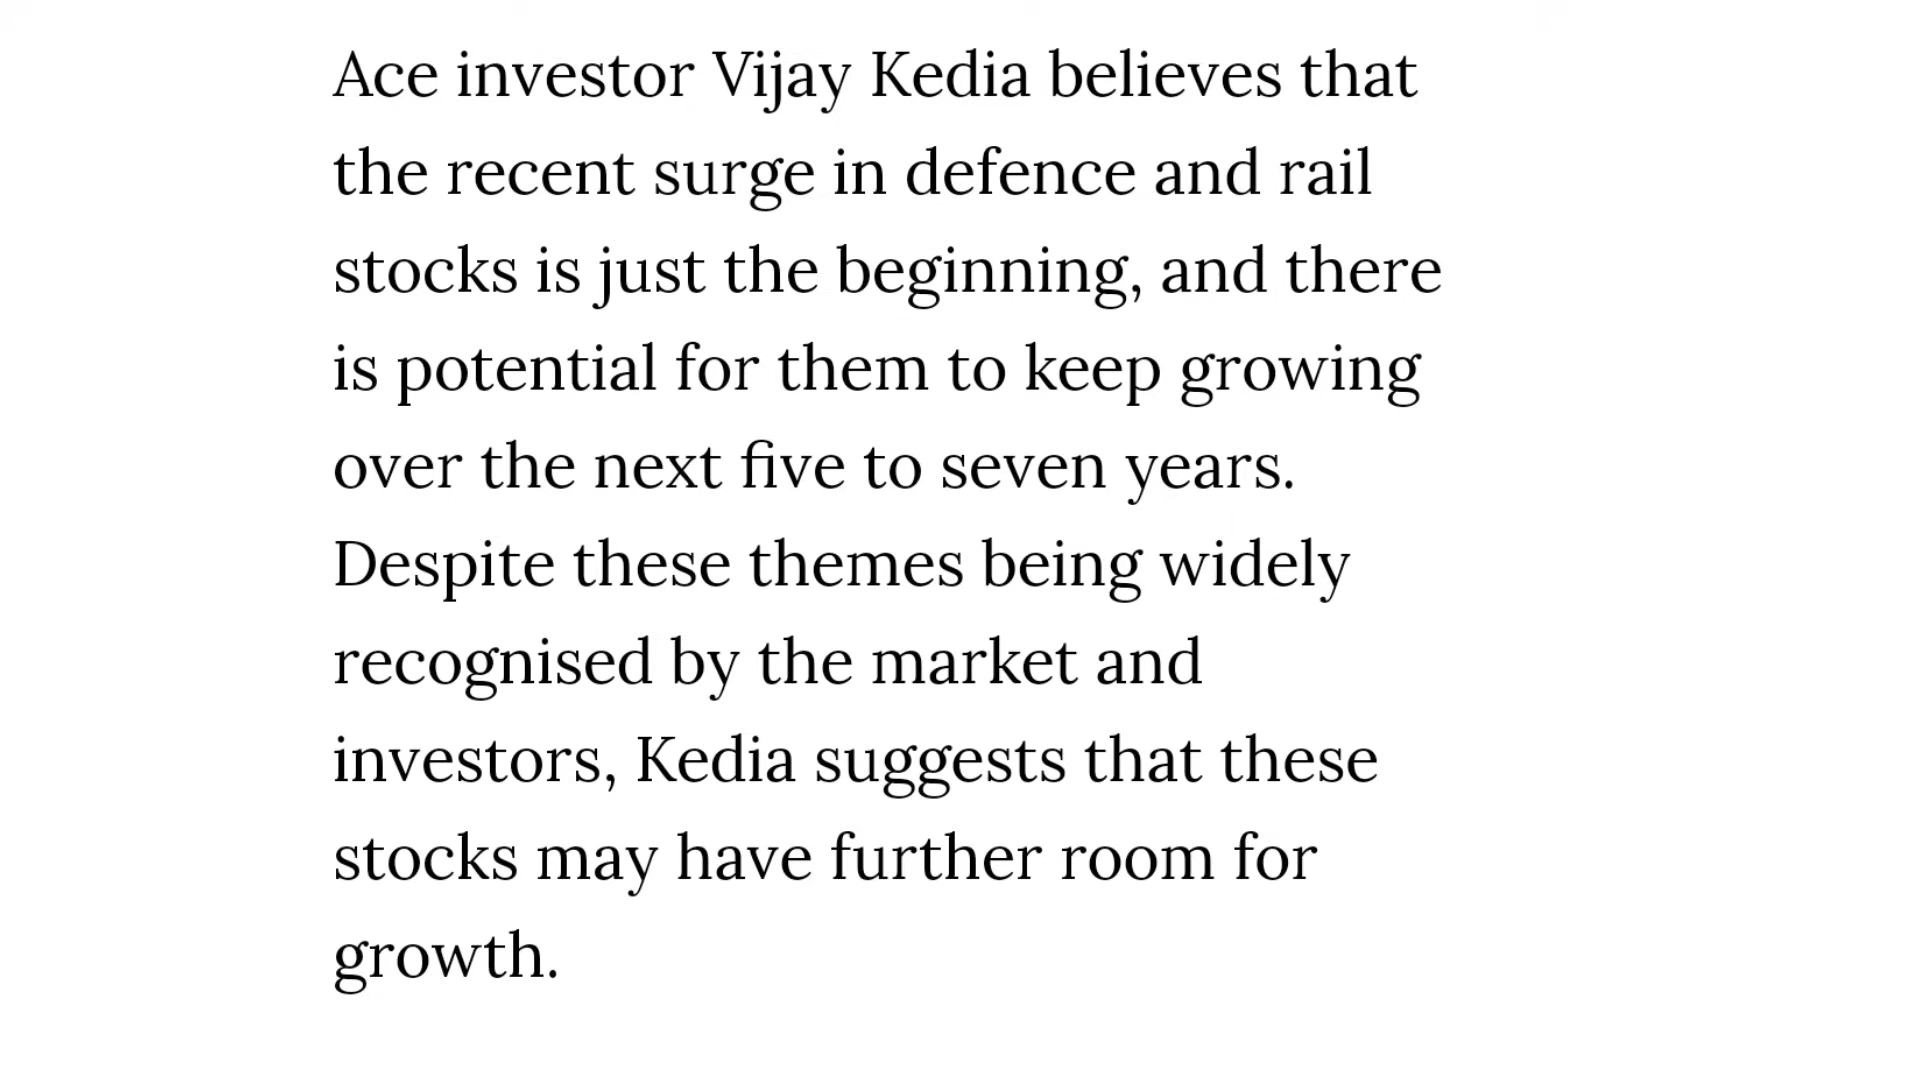 Ace investor Vijay Kedia believes that
the recent surge in defence and rail
stocks is just the beginning, and there
is potential for them to keep growing
over the next five to seven years.
Despite these themes being widely
recognised by the market and
investors, Kedia suggests that these
stocks may have further room for
growth.